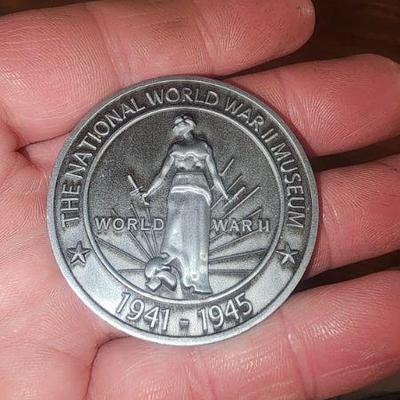 THE NATIONAL WORLD WAR II MUSEUM
WORLD WAR II
1941 - 1945